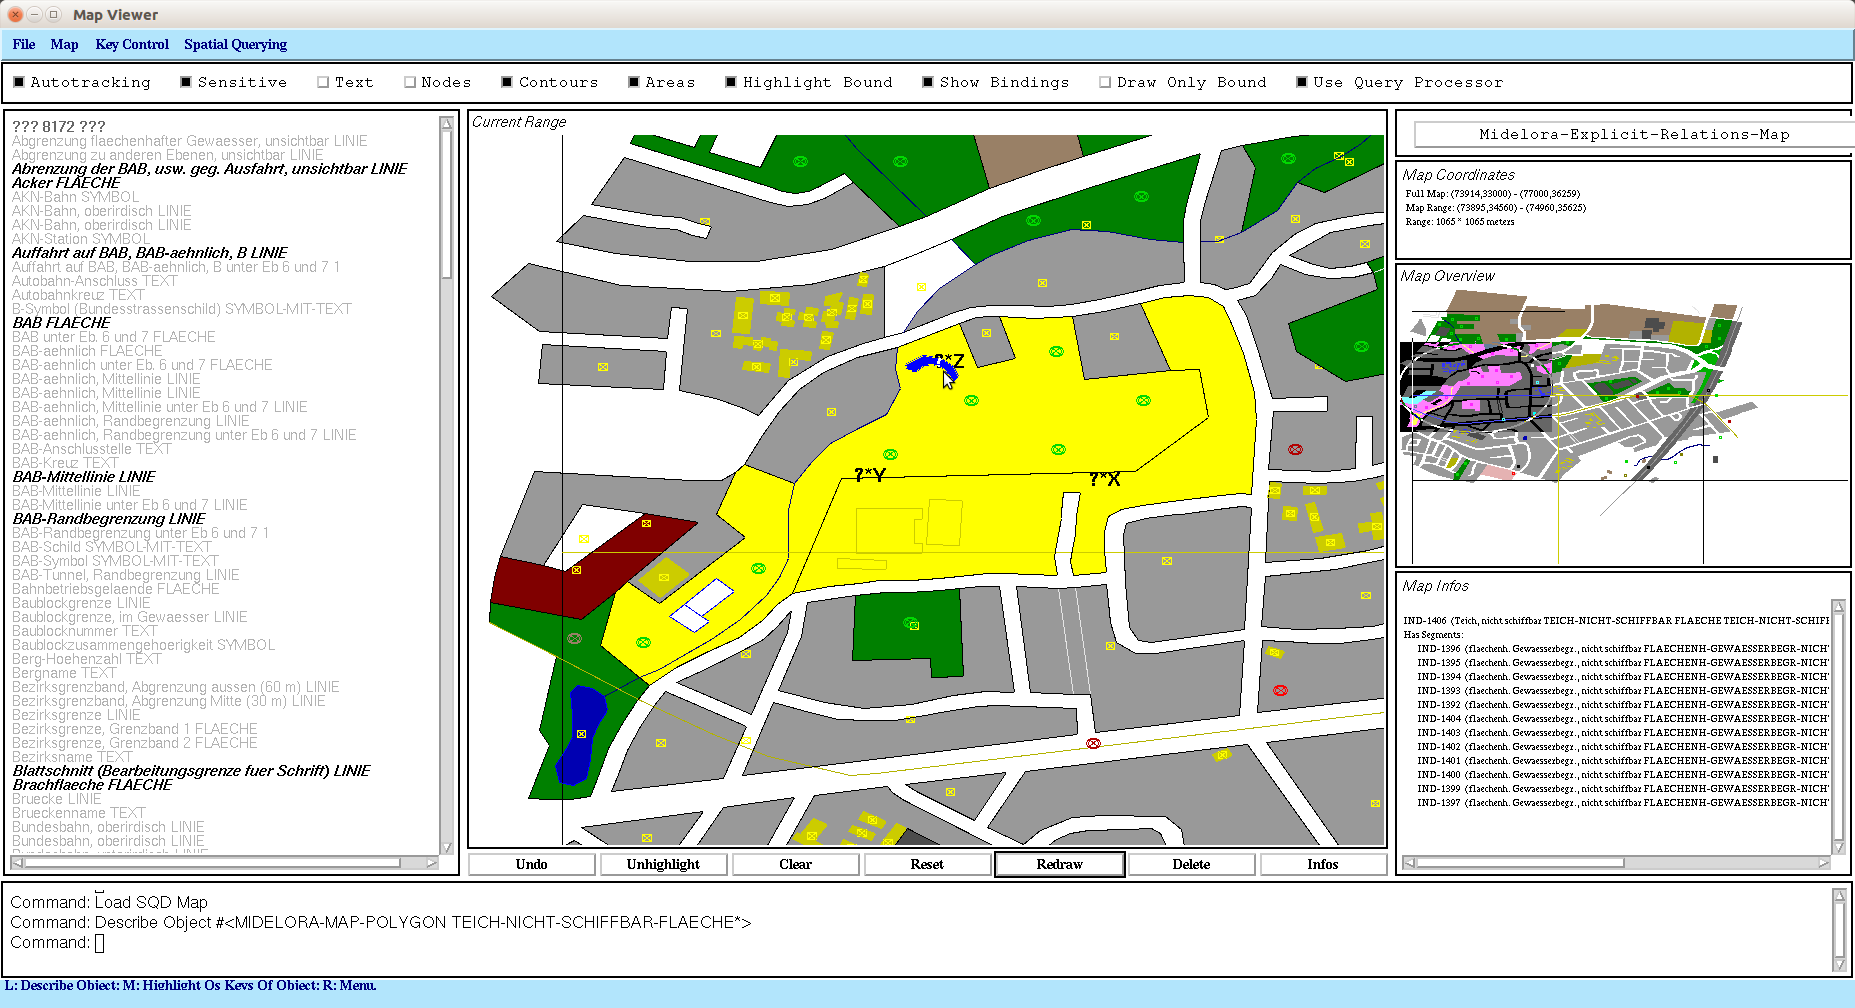 Map Viewer
File Map Key Control Spatial Querying
Autotracking Sensitive Text Nodes Contours Areas Highlight Bound Show Bindings Draw Only Bound Use Query Processor
??? 8172 ???
Abgrenzung flaechenhafter Gewaesser, unsichtbar LINIE
Abgrenzung zu anderen Ebenen, unsichtbar LINIE
Abrenzung der BAB, usw. geg. Ausfahrt, unsichtbar LINIE
Acker FLAECHE
AKN-Bahn SYMBOL
AKN-Bahn, oberirdisch LINIE
AKN-Bahn, oberirdisch LINIE
AKN-Station SYMBOL
Auffahrt auf BAB, BAB-aehnlich, B LINIE
Auffahrt auf BAB, BAB-aehnlich, B unter Eb 6 und 7 1
Autobahn-Anschluss TEXT
Autobahnkreuz TEXT
B-Symbol (Bundesstrassenschild) SYMBOL-MIT-TEXT
BAB FLAECHE
BAB unter Eb. 6 und 7 FLAECHE
BAB-aehnlich FLAECHE
BAB-aehnlich unter Eb. 6 und 7 FLAECHE
BAB-aehnlich, Mittellinie LINIE
BAB-aehnlich, Mittellinie LINIE
BAB-aehnlich, Mittellinie unter Eb 6 und 7 LINIE
BAB-aehnlich, Randbegrenzung LINIE
BAB-aehnlich, Randbegrenzung unter Eb 6 und 7 LINIE
BAB-Anschlusstelle TEXT
BAB-Kreuz TEXT
BAB-Mittellinie LINIE
BAB-Mittellinie LINIE
BAB-Mittellinie unter Eb 6 und 7 LINIE
BAB-Randbegrenzung LINIE
BAB-Randbegrenzung unter Eb 6 und 7 1
BAB-Schild SYMBOL-MIT-TEXT
BAB-Symbol SYMBOL-MIT-TEXT
BAB-Tunnel, Randbegrenzung LINIE
Bahnbetriebsgelaende FLAECHE
Baublockgrenze LINIE
Baublockgrenze, im Gewaesser LINIE
Baublocknummer TEXT
Baublockzusammengehoerigkeit SYMBOL
Berg-Hoehenzahl TEXT
Bergname TEXT
Bezirksgrenzband, Abgrenzung aussen (60 m) LINIE
Bezirksgrenzband, Abgrenzung Mitte (30 m) LINIE
Bezirksgrenze LINIE
Bezirksgrenze, Grenzband 1 FLAECHE
Bezirksgrenze, Grenzband 2 FLAECHE
Bezirksname TEXT
Blattschnitt (Bearbeitungsgrenze fuer Schrift) LINIE
Brachflaeche FLAECHE
Bruecke LINIE
Brueckenname TEXT
Bundesbahn, oberirdisch LINIE
Bundesbahn, oberirdisch LINIE
Current Range
?*Z
?*Y
?*X
Undo Unhighlight Clear Reset Redraw Delete Infos
Midelora-Explicit-Relations-Map
Map Coordinates
Full Map: (73914,33000) - (77000,36259)
Map Range: (73895,34560) - (74960,35625)
Range: 1065 * 1065 meters
Map Overview
Map Infos
IND-1406 (Teich, nicht schiffbar TEICH-NICHT-SCHIFFBAR FLAECHE TEICH-NICHT-SCHIFF
Has Segments:
IND-1396 (flaechenh. Gewaesserbegr., nicht schiffbar FLAECHENH-GEWAESSERBEGR-NICH
IND-1395 (flaechenh. Gewaesserbegr., nicht schiffbar FLAECHENH-GEWAESSERBEGR-NICH
IND-1394 (flaechenh. Gewaesserbegr., nicht schiffbar FLAECHENH-GEWAESSERBEGR-NICH
IND-1393 (flaechenh. Gewaesserbegr., nicht schiffbar FLAECHENH-GEWAESSERBEGR-NICH
IND-1392 (flaechenh. Gewaesserbegr., nicht schiffbar FLAECHENH-GEWAESSERBEGR-NICH
IND-1404 (flaechenh. Gewaesserbegr., nicht schiffbar FLAECHENH-GEWAESSERBEGR-NICH
IND-1403 (flaechenh. Gewaesserbegr., nicht schiffbar FLAECHENH-GEWAESSERBEGR-NICH
IND-1402 (flaechenh. Gewaesserbegr., nicht schiffbar FLAECHENH-GEWAESSERBEGR-NICH
IND-1401 (flaechenh. Gewaesserbegr., nicht schiffbar FLAECHENH-GEWAESSERBEGR-NICH
IND-1400 (flaechenh. Gewaesserbegr., nicht schiffbar FLAECHENH-GEWAESSERBEGR-NICH
IND-1399 (flaechenh. Gewaesserbegr., nicht schiffbar FLAECHENH-GEWAESSERBEGR-NICH
IND-1397 (flaechenh. Gewaesserbegr., nicht schiffbar FLAECHENH-GEWAESSERBEGR-NICH
Command: Load SQD Map
Command: Describe Object #<MIDELORA-MAP-POLYGON TEICH-NICHT-SCHIFFBAR-FLAECHE*>
Command:
L: Describe Object; M: Highlight Os Keys Of Object; R: Menu.